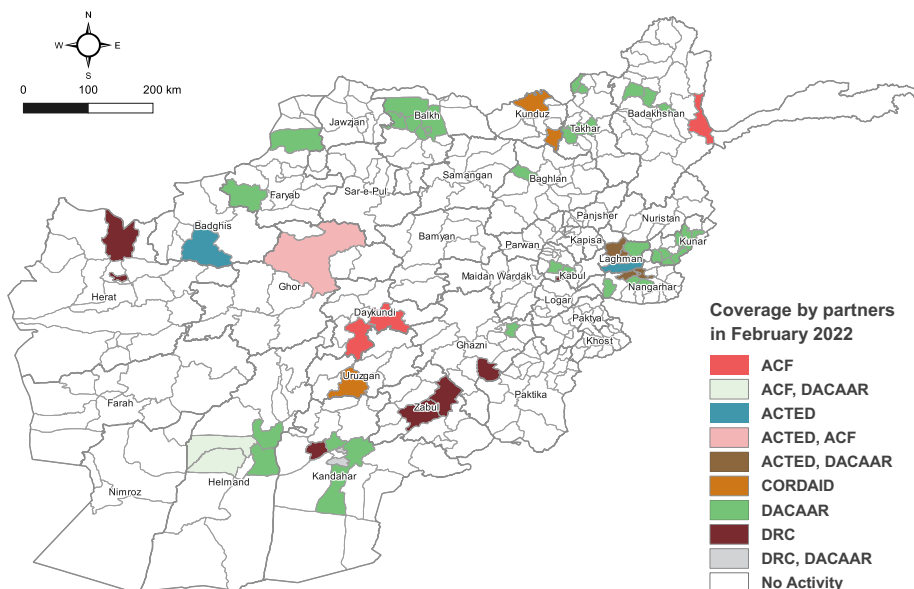 N
W E
S
0 100 200 km
Jawzjan
Balkh
Kunduz
Takhar
Badakhshan
Samangan
Baghlan
Faryab
Sar-e-Pul
Badghis
Panjsher
Nuristan
Bamyan
Parwan
Kapisa
Kunar
Laghman
Ghor
Maidan Wardak
Kabul
Nangarhar
Herat
Logar
Daykundi
Paktya
Ghazni
Khost
Uruzgan
Paktika
Farah
Zabul
Helmand
Kandahar
Nimroz
Coverage by partners
in February 2022
ACF
ACF, DACAAR
ACTED
ACTED, ACF
ACTED, DACAAR
CORDAID
DACAAR
DRC
DRC, DACAAR
No Activity